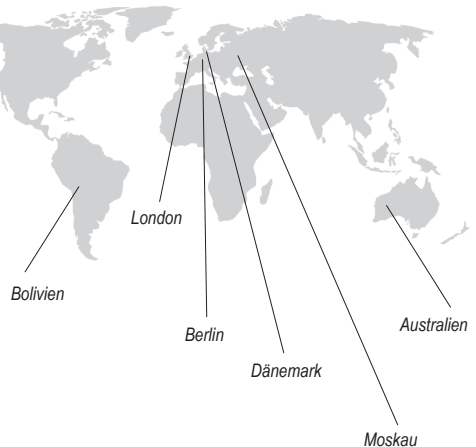 London
Bolivien
Australien
Berlin
Dänemark
Moskau